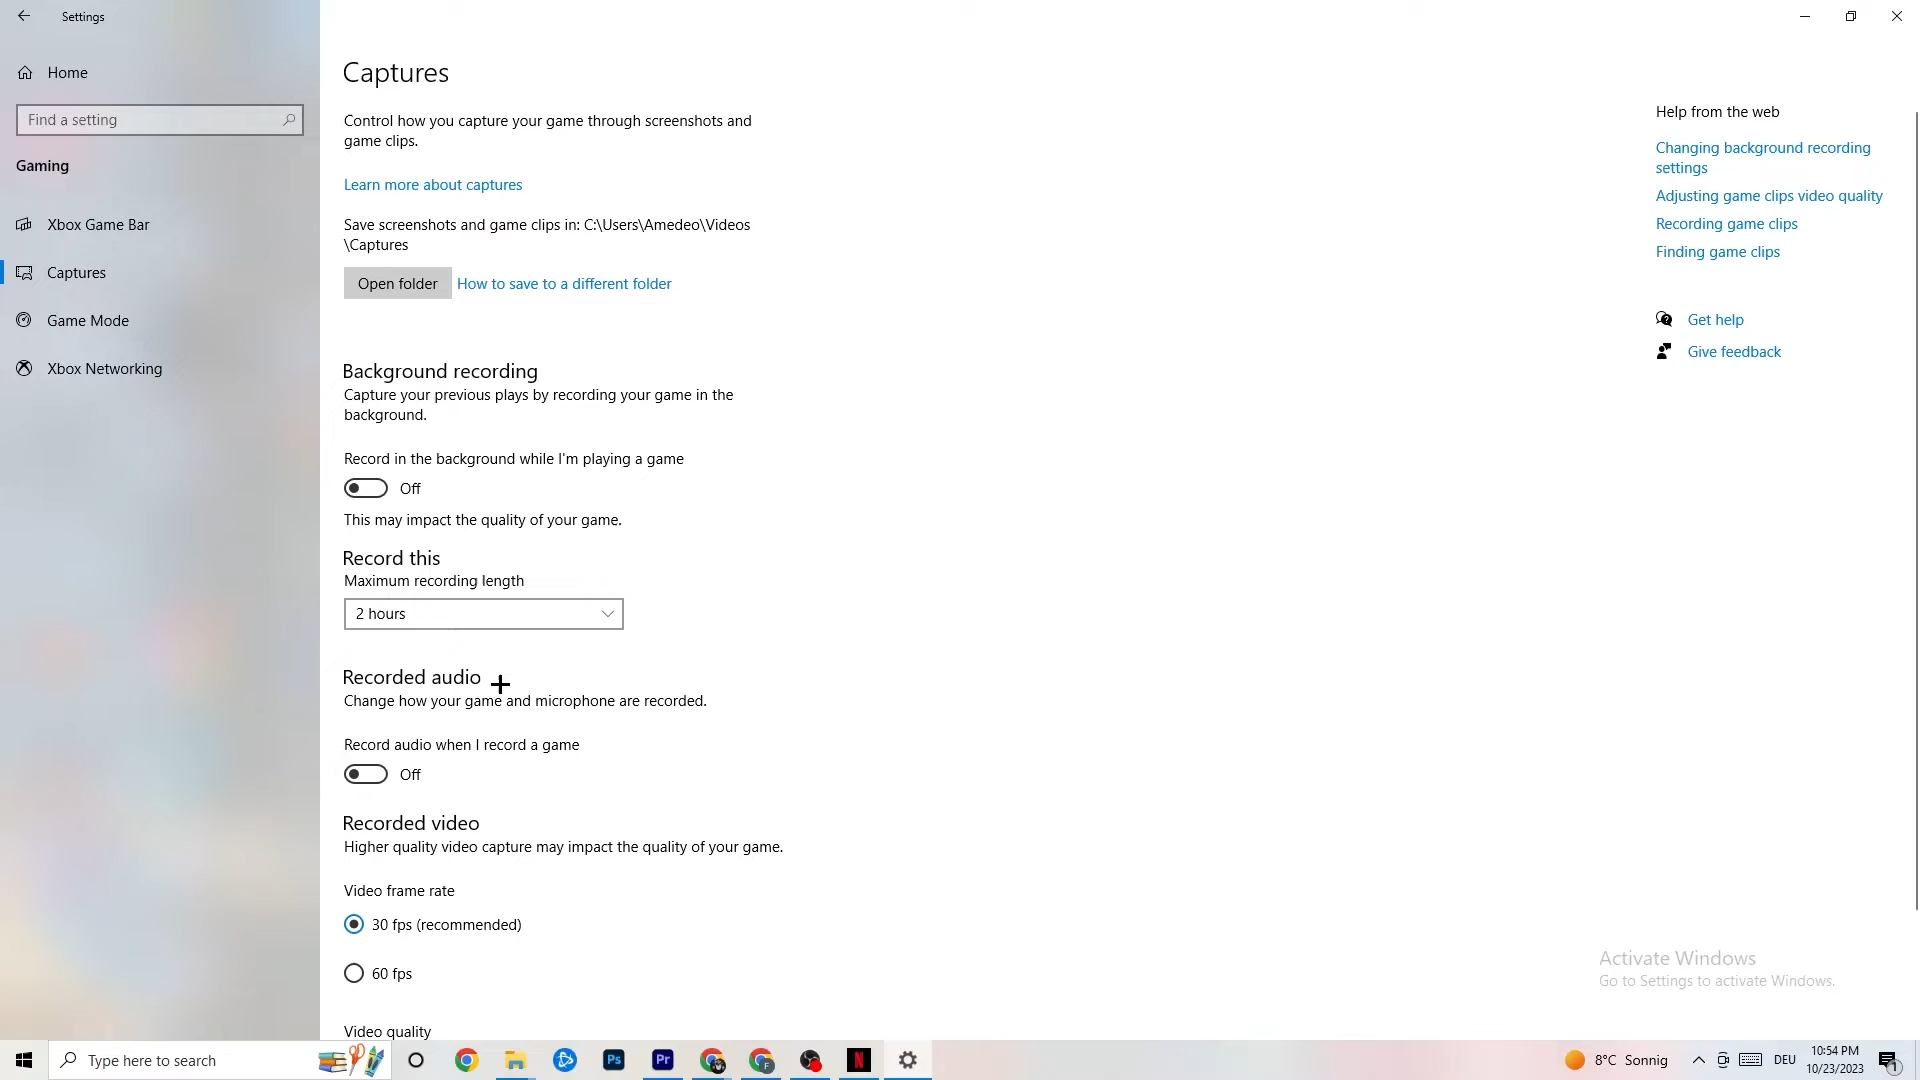 Settings
Home
Find a setting
Gaming
Xbox Game Bar
Captures
Game Mode
Xbox Networking
Captures
Control how you capture your game through screenshots and
game clips.
Learn more about captures
Save screenshots and game clips in: C:\Users\Amedeo\Videos
\Captures
Open folder
How to save to a different folder
Background recording
Capture your previous plays by recording your game in the
background.
Record in the background while I'm playing a game
Off
This may impact the quality of your game.
Record this
Maximum recording length
2 hours
Recorded audio
Change how your game and microphone are recorded.
Record audio when I record a game
Off
Recorded video
Higher quality video capture may impact the quality of your game.
Video frame rate
30 fps (recommended)
60 fps
Video quality
Help from the web
Changing background recording
settings
Adjusting game clips video quality
Recording game clips
Finding game clips
Get help
Give feedback
Activate Windows
Go to Settings to activate Windows.
Type here to search
Ps
Pr
F
N
8°C Sonnig
DEU
10:54 PM
10/23/2023
1